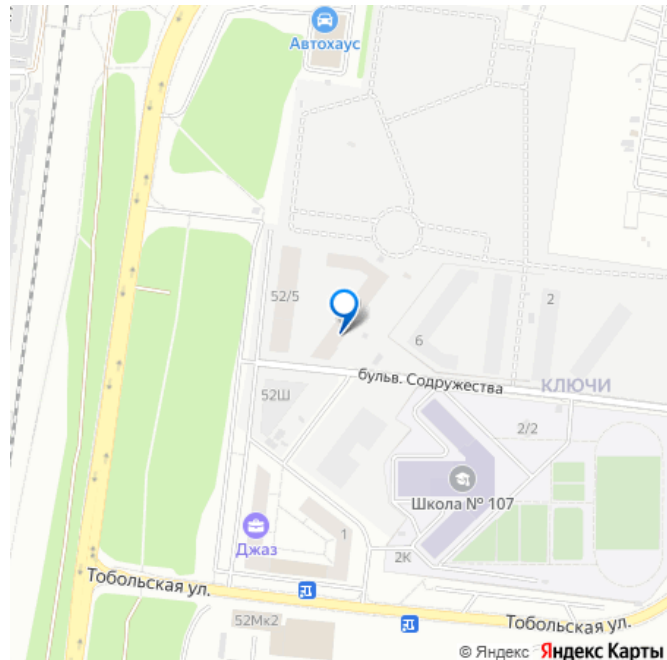 Автохаус
52/5
2
6
бульв. Содружества
КЛЮЧИ
52Ш
2/2
Школа № 107
1
Джаз
2К
Тобольская ул.
Тобольская ул.
52Мк2
© Яндекс Яндекс Карты